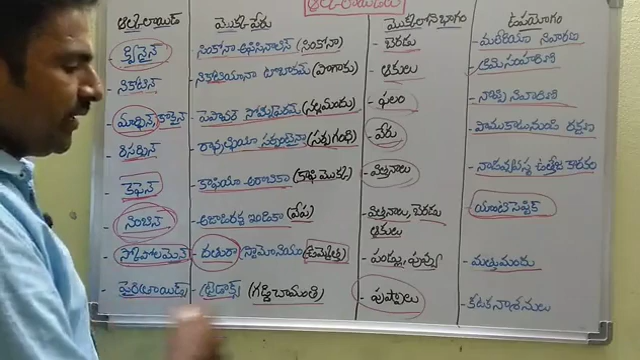 ఆల్కలాయిడ్లు
ఆల్కలాయిడ్ మొక్కపేరు మొక్కలోని భాగం ఉపయోగం
- క్వినైన్ - సింకోనా అఫిసినాలిస్ (సింకోనా) - బెరడు - మలేరియా నివారణ
- నికోటిన్ - నికోటియానా టొబాకమ్ (పొగాకు) - ఆకులు - క్రిమిసంహారిణి
- మార్ఫిన్, కొకైన్ - పెపావర్ సోమ్నిఫెరమ్ (నల్లమందు) - ఫలం - నొప్పి నివారిణి
- రిసర్పిన్ - రావుల్ఫియా సర్పెంటైనా (సర్పగంధి) - వేరు - పాముకాటునుండి రక్షణ
- కెఫైన్ - కాఫియా అరాబికా (కాఫి మొక్క) - విత్తనాలు - నాడీవ్యవస్థ ఉత్ప్రేరకం
- నింబిన్ - అజాడిరక్ట ఇండికా (వేప) - విత్తనాలు, బెరడు - యాంటిసెప్టిక్
ఆకులు
- స్కోపోలమైన్ - దతురా స్ట్రామోనియం (ఉమ్మెత్త) - పండ్లు, పువ్వు - మత్తుమందు
- పైరిత్రాయిడ్స్ - ట్రైడాక్స్ (గడ్డి చామంతి) - పుష్పాలు - కీటకనాశనులు